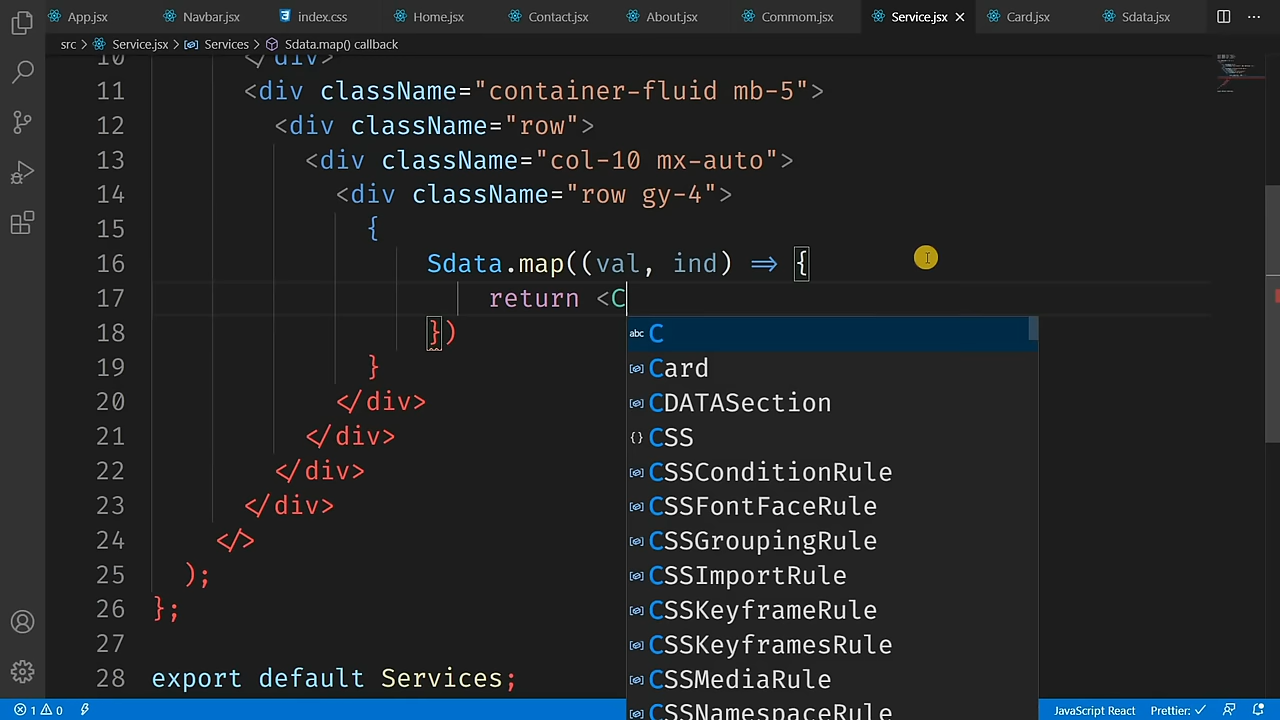 App.jsx Navbar.jsx index.css Home.jsx Contact.jsx About.jsx Commom.jsx Service.jsx Card.jsx Sdata.jsx
src > Service.jsx > Services > Sdata.map() callback
10 </div>
11 <div className="container-fluid mb-5">
12 <div className="row">
13 <div className="col-10 mx-auto">
14 <div className="row gy-4">
15 {
16 Sdata.map((val, ind) => {
17 return <C
18 })
19 }
20 </div>
21 </div>
22 </div>
23 </div>
24 </>
25 );
26 };
27
28 export default Services;
abc C
Card
CDATASection
{} CSS
CSSConditionRule
CSSFontFaceRule
CSSGroupingRule
CSSImportRule
CSSKeyframeRule
CSSKeyframesRule
CSSMediaRule
CSSNamespaceRule
1 0 JavaScript React Prettier: ✓